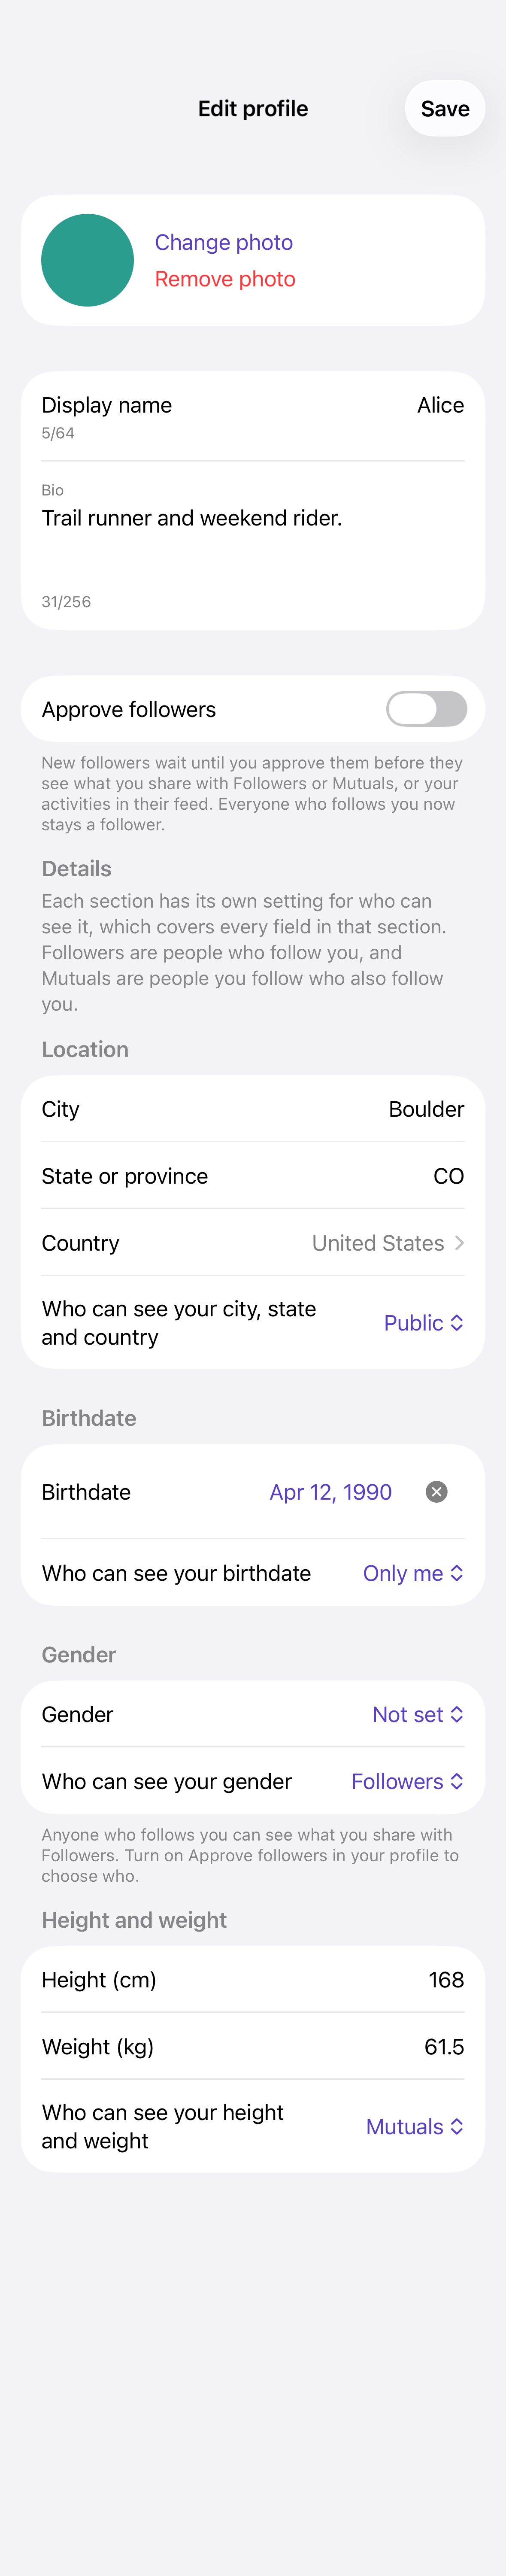 Edit profile
Save
Change photo
Remove photo
Display name
Alice
5/64
Bio
Trail runner and weekend rider.
31/256
Approve followers
New followers wait until you approve them before they
see what you share with Followers or Mutuals, or your
activities in their feed. Everyone who follows you now
stays a follower.
Details
Each section has its own setting for who can
see it, which covers every field in that section.
Followers are people who follow you, and
Mutuals are people you follow who also follow
you.
Location
City
Boulder
State or province
CO
Country
United States
Who can see your city, state
and country
Public
Birthdate
Birthdate
Apr 12, 1990
Who can see your birthdate
Only me
Gender
Gender
Not set
Who can see your gender
Followers
Anyone who follows you can see what you share with
Followers. Turn on Approve followers in your profile to
choose who.
Height and weight
Height (cm)
168
Weight (kg)
61.5
Who can see your height
and weight
Mutuals